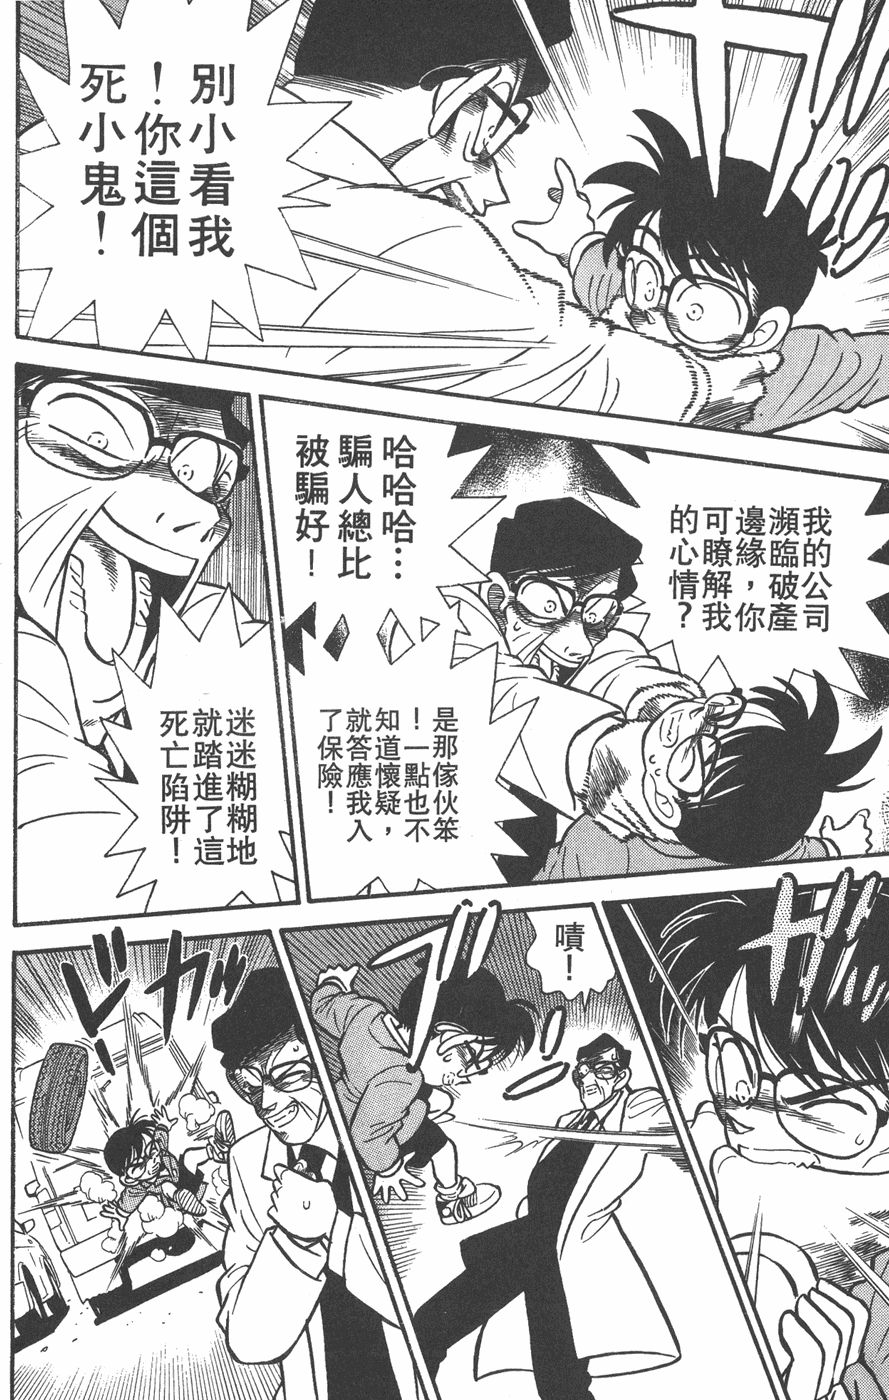 別小看我
！你這個
死小鬼！
我的公司
瀕臨破產
邊緣，你
可瞭解我
的心情？
哈哈哈…
騙人總比
被騙好！
是那傢伙笨
！一點也不
知道懷疑，
就答應我入
了保險！
迷迷糊糊地
就踏進了這
死亡陷阱！
嘖！
ドガッ